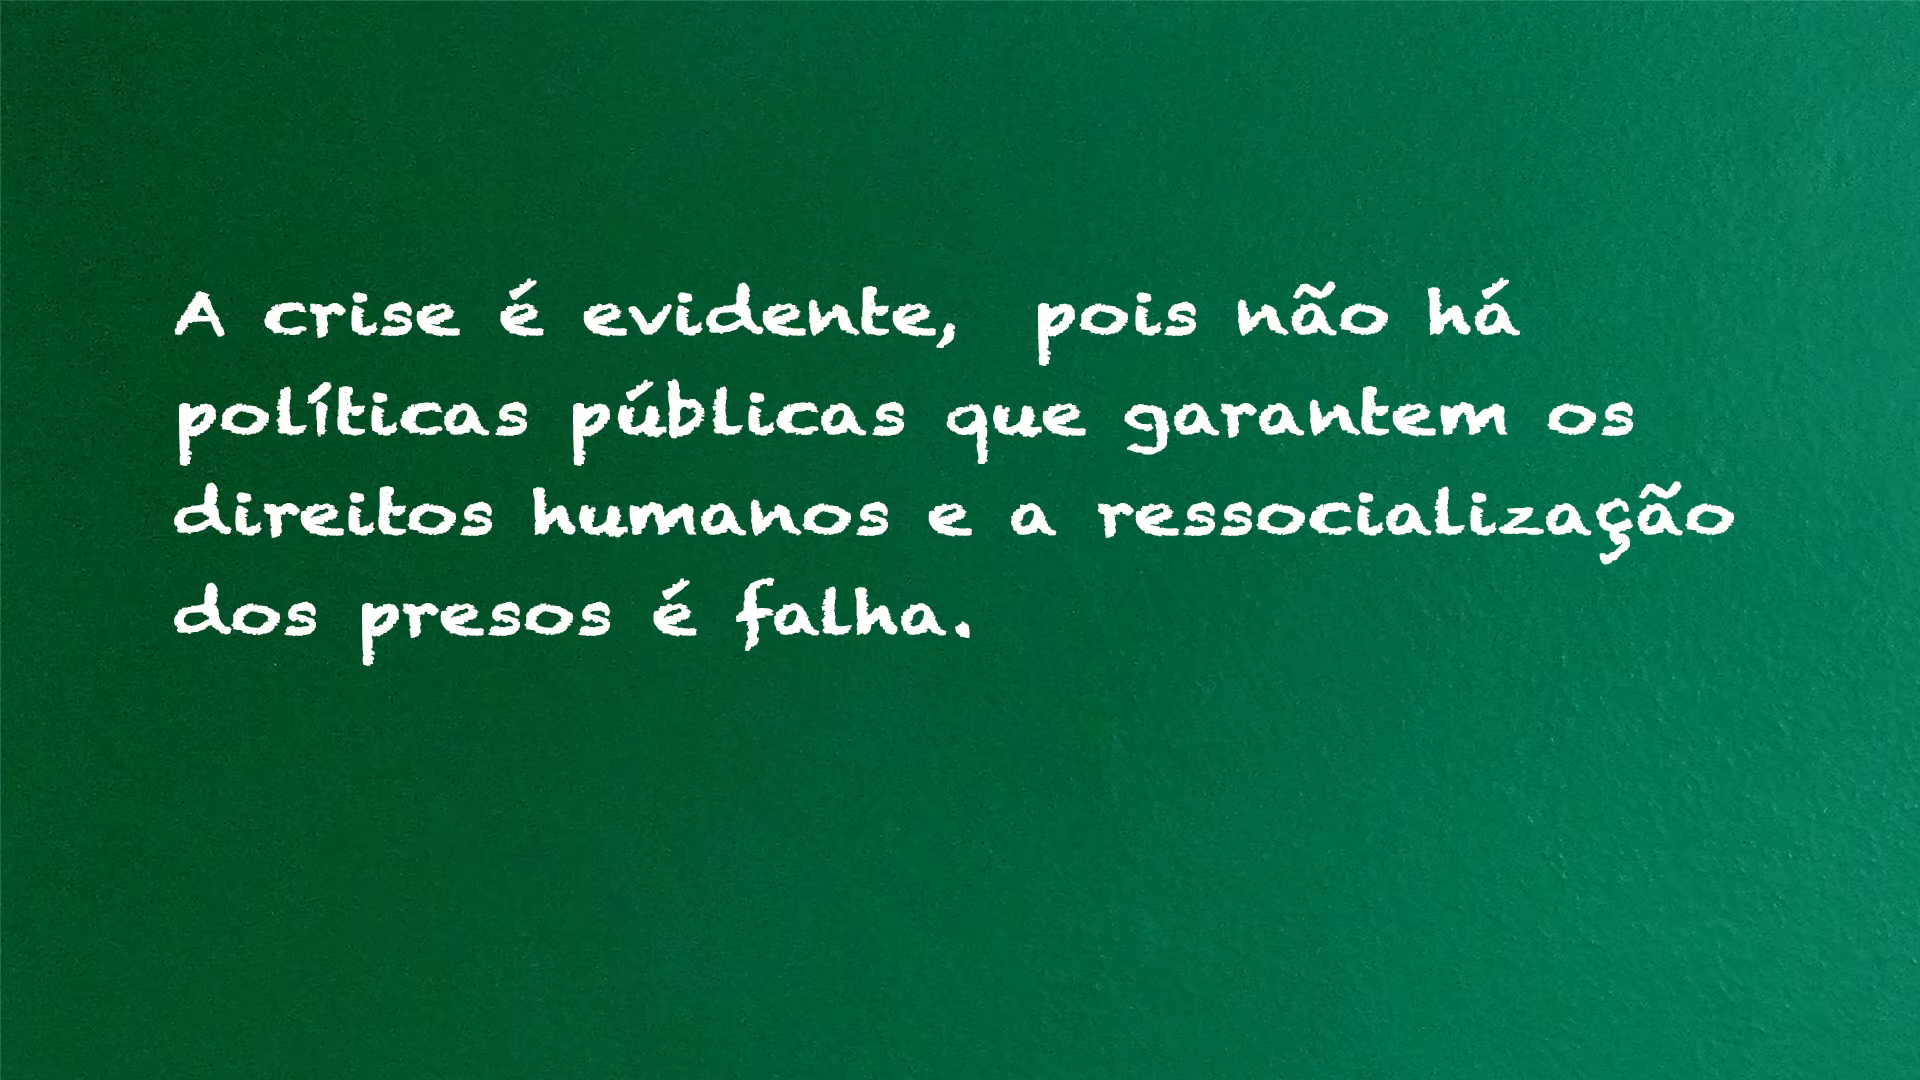 A crise é evidente,  pois não há
políticas públicas que garantem os
direitos humanos e a ressocialização
dos presos é falha.